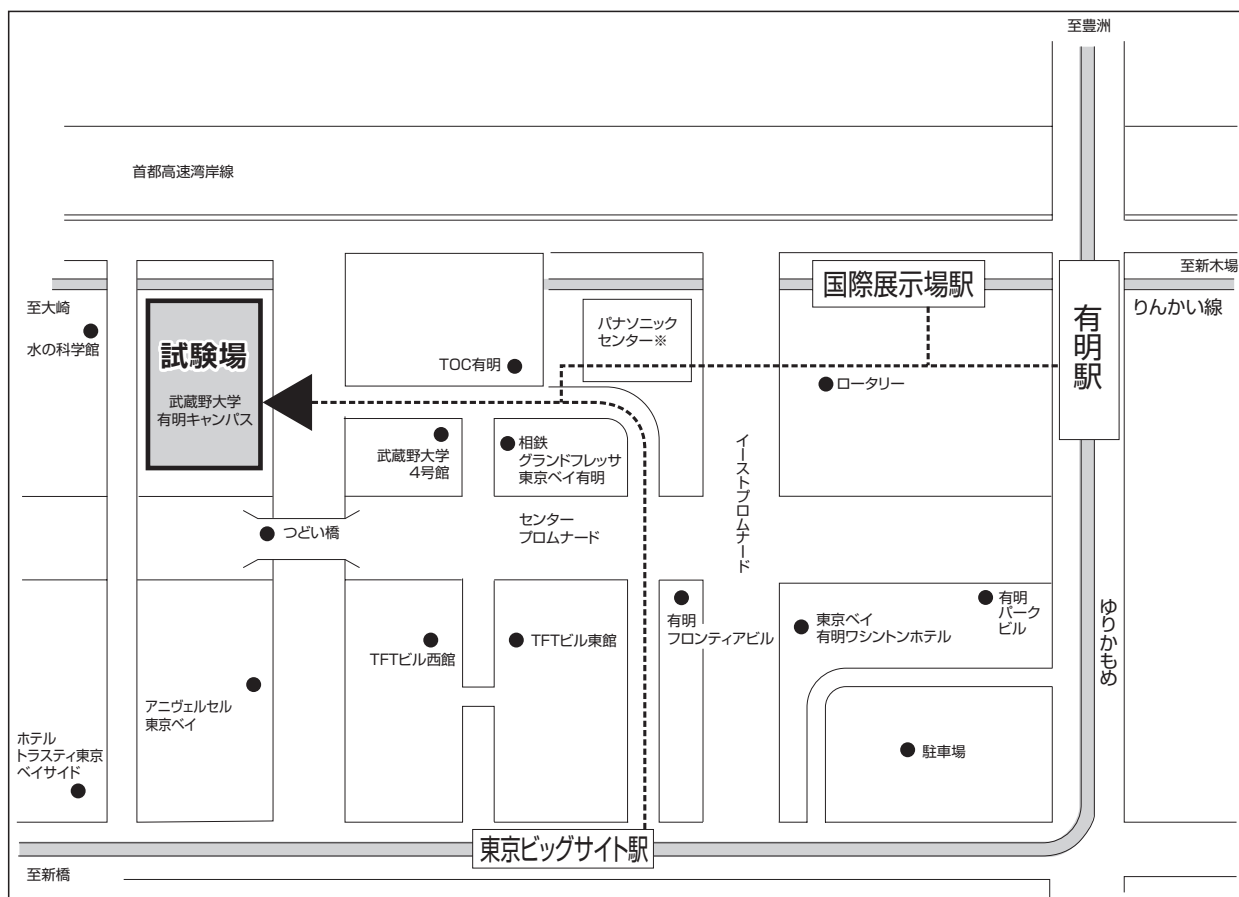 至豊洲
首都高速湾岸線
至新木場
国際展示場駅
有明駅
りんかい線
至大崎
水の科学館
試験場
武蔵野大学
有明キャンパス
TOC有明
パナソニック
センター※
ロータリー
武蔵野大学
4号館
相鉄
グランドフレッサ
東京ベイ有明
イーストプロムナード
つどい橋
センター
プロムナード
有明
フロンティアビル
東京ベイ
有明ワシントンホテル
有明
パーク
ビル
ゆりかもめ
TFTビル西館
TFTビル東館
アニヴェルセル
東京ベイ
ホテル
トラスティ東京
ベイサイド
駐車場
東京ビッグサイト駅
至新橋